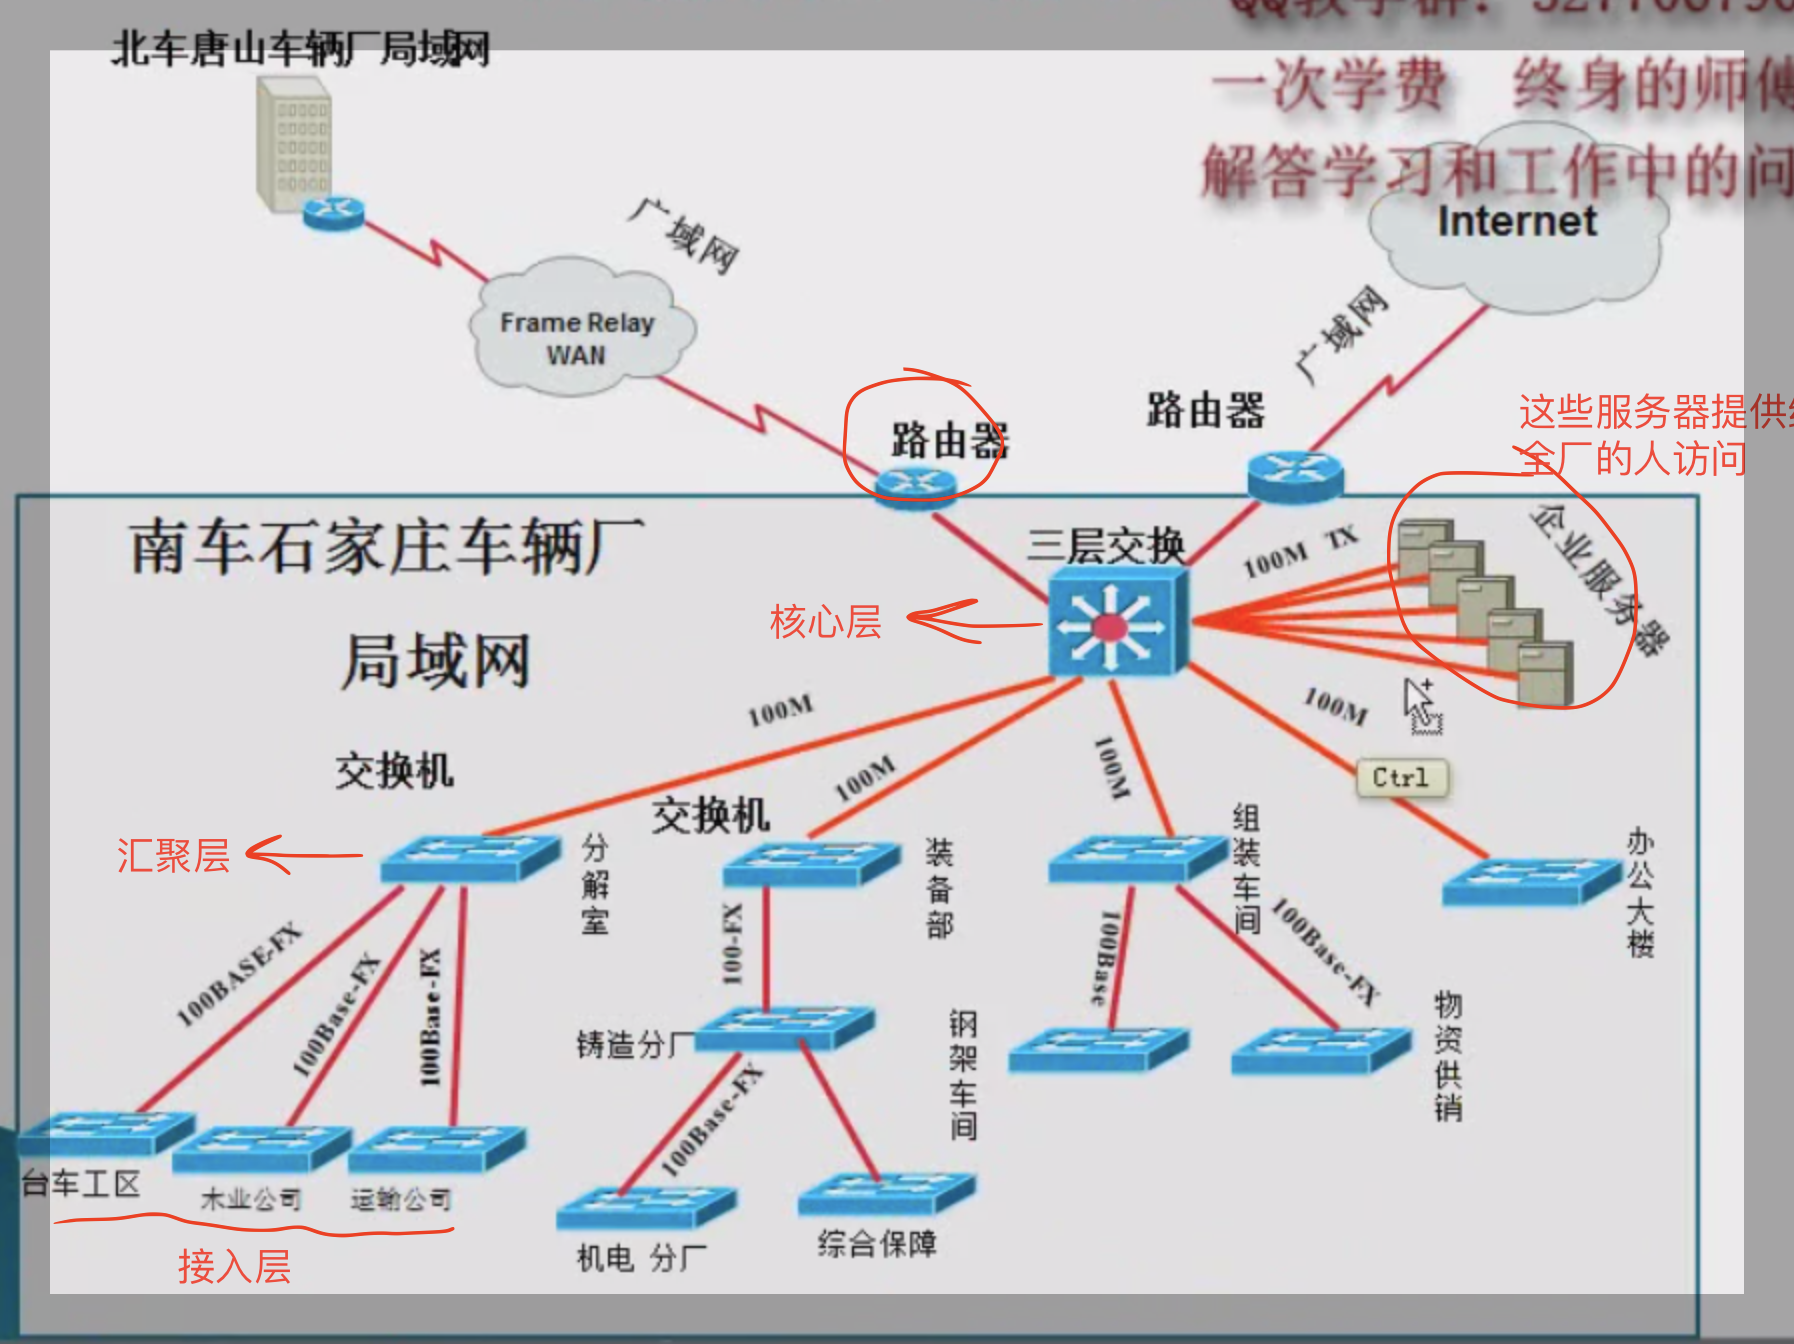 北车唐山车辆厂局域网
一次学费 终身的师
解答学习和工作中的问
Internet
广域网
Frame Relay
WAN
广域网
路由器
路由器
这些服务器提供
全厂的人访问
南车石家庄车辆厂
局域网
三层交换
100M TX
企业服务器
核心层
100M
100M
100M
100M
Ctrl
交换机
交换机
汇聚层
分解室
装备部
组装车间
办公大楼
100BASE-FX
100Base-FX
100Base-FX
100-FX
100Base
100Base-FX
铸造分厂
钢架车间
物资供销
100Base-FX
台车工区
木业公司
运输公司
机电 分厂
综合保障
接入层